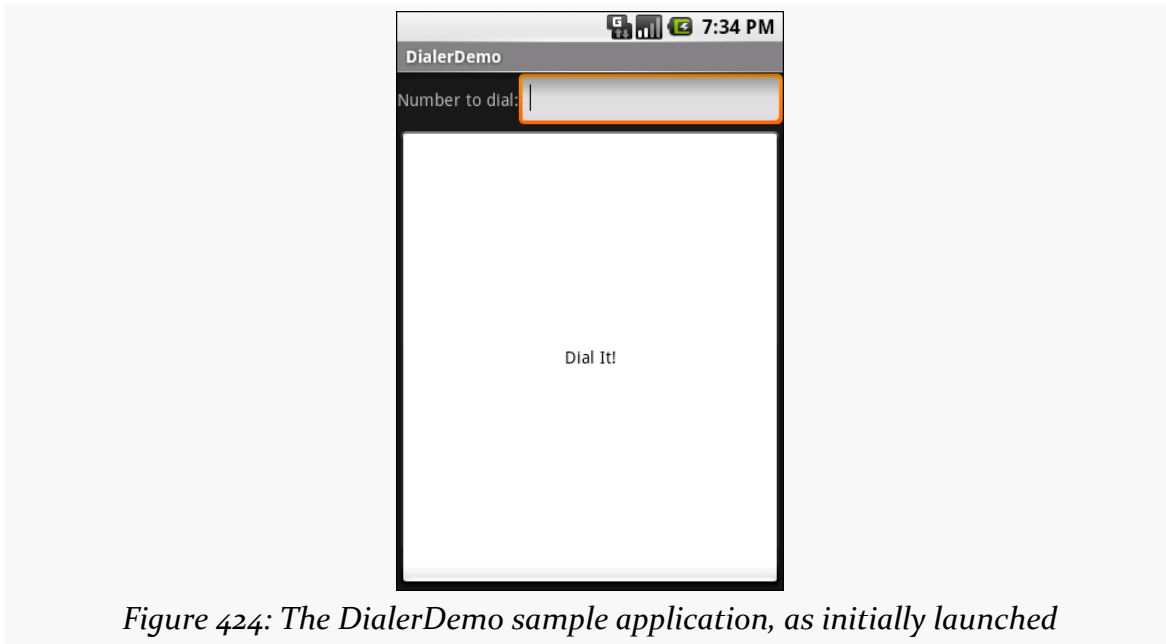 7:34 PM
DialerDemo
Number to dial:
Dial It!
Figure 424: The DialerDemo sample application, as initially launched